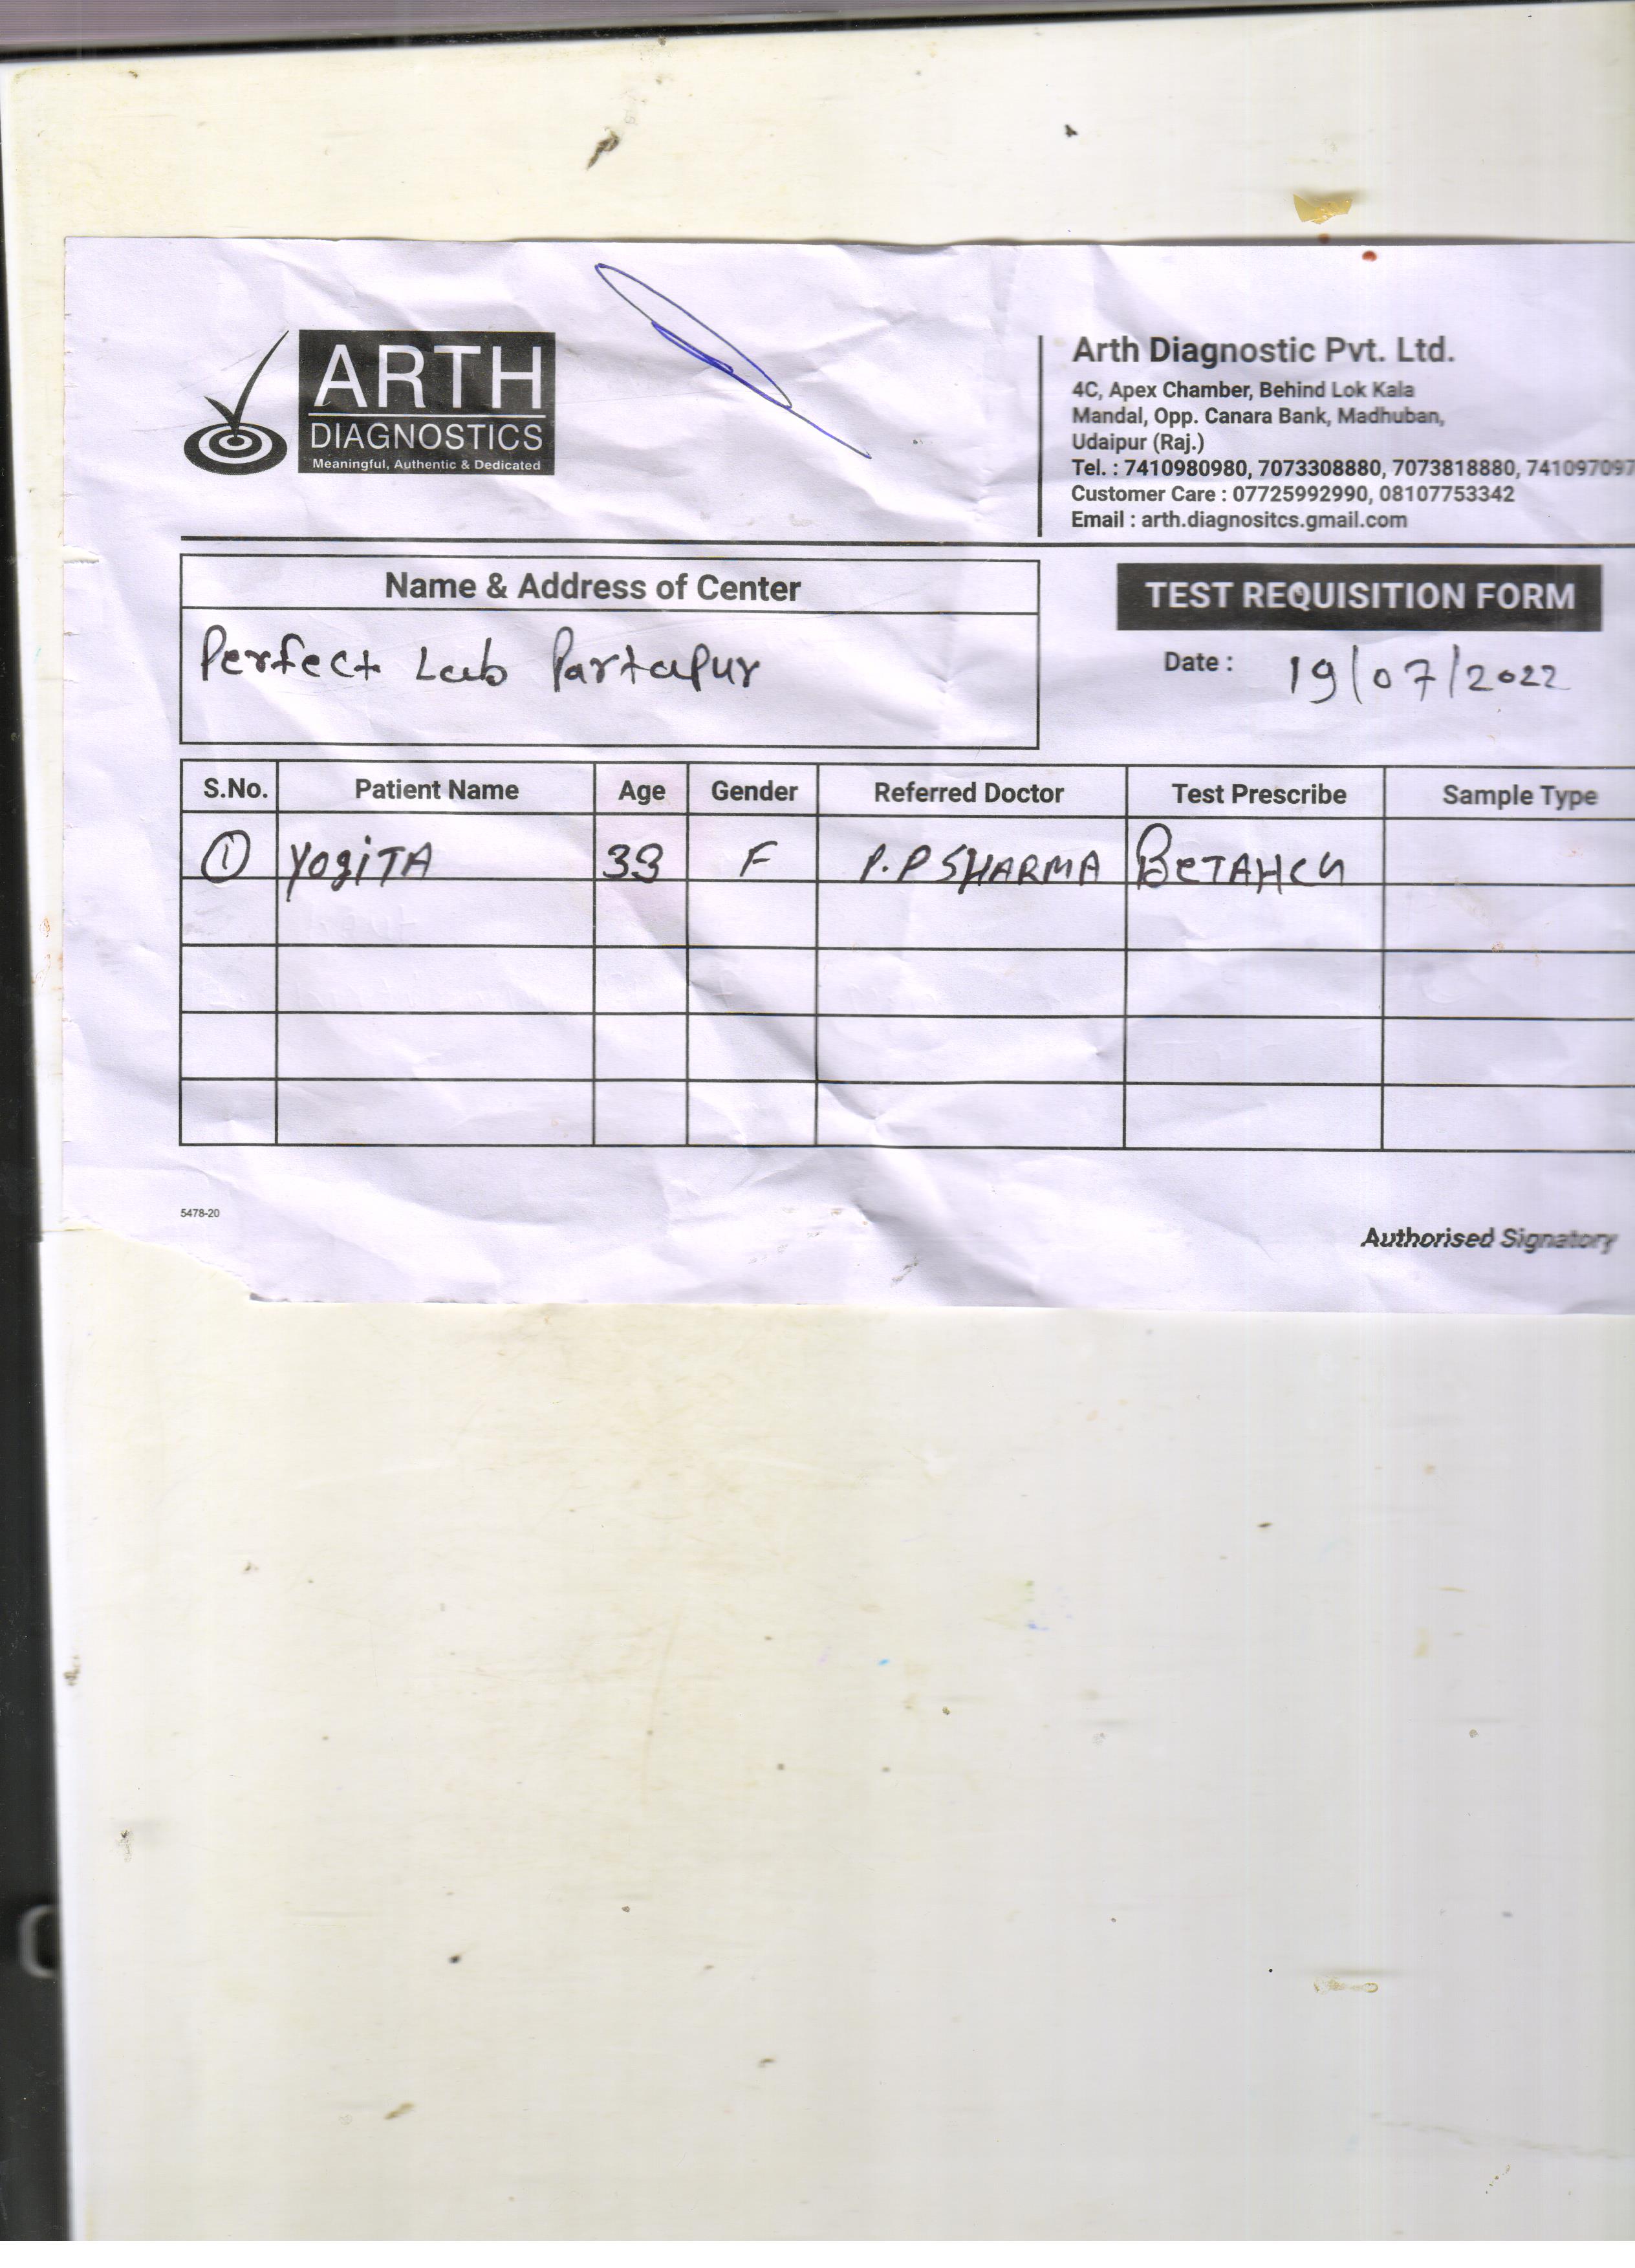 ARTH
DIAGNOSTICS
Meaningful, Authentic & Dedicated
Arth Diagnostic Pvt. Ltd.
4C, Apex Chamber, Behind Lok Kala
Mandal, Opp. Canara Bank, Madhuban,
Udaipur (Raj.)
Tel. : 7410980980, 7073308880, 7073818880, 741097097
Customer Care : 07725992990, 08107753342
Email : arth.diagnositcs.gmail.com
Name & Address of Center
Perfect Lab Partapur
TEST REQUISITION FORM
Date : 19/07/2022
S.No. Patient Name Age Gender Referred Doctor Test Prescribe Sample Type
1 YOgiTA 33 F P.P SHARMA BeTAHCG
5478-20
Authorised Signatory